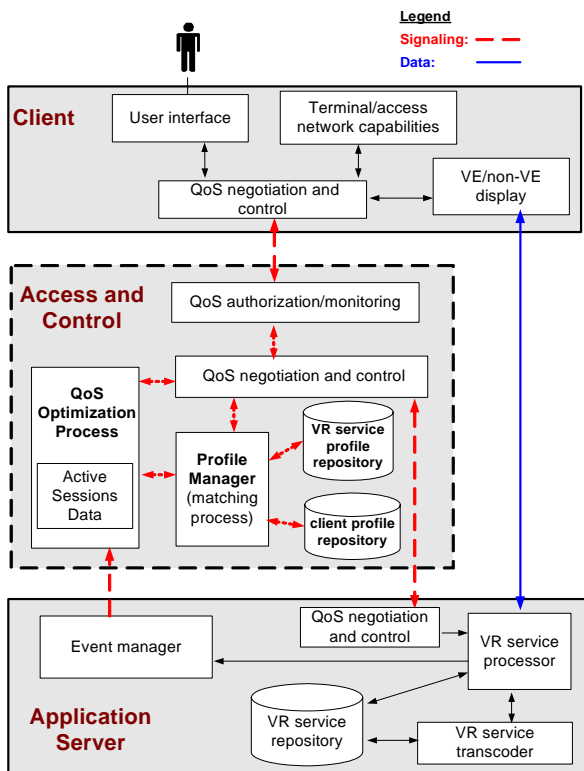 Legend
Signaling:
Data:
Client
User interface
Terminal/access
network capabilities
QoS negotiation and
control
VE/non-VE
display
Access and
Control
QoS authorization/monitoring
QoS negotiation and control
QoS
Optimization
Process
Active
Sessions
Data
Profile
Manager
(matching
process)
VR service
profile
repository
client profile
repository
Event manager
QoS negotiation
and control
VR service
processor
Application
Server
VR service
repository
VR service
transcoder